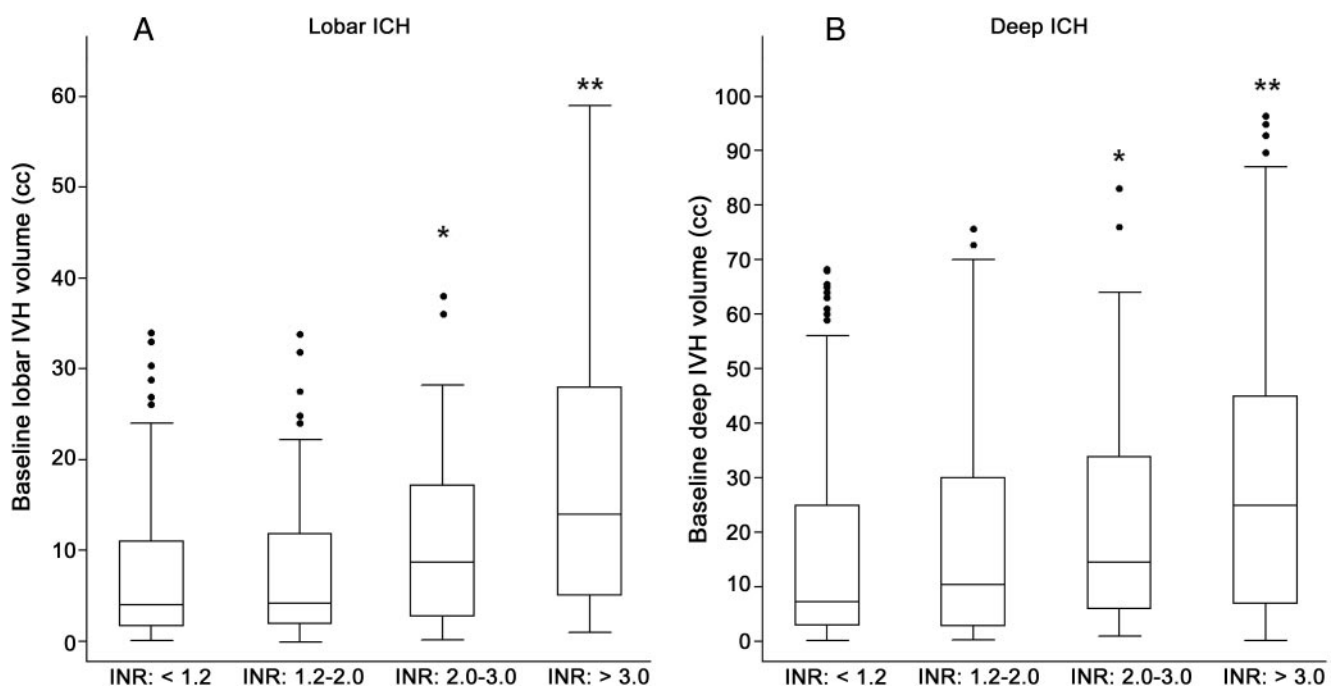 A
Lobar ICH
Baseline lobar IVH volume (cc)
60
50
40
30
20
10
0
*
**
INR: < 1.2
INR: 1.2-2.0
INR: 2.0-3.0
INR: > 3.0
B
Deep ICH
Baseline deep IVH volume (cc)
100
90
80
70
60
50
40
30
20
10
0
*
**
INR: < 1.2
INR: 1.2-2.0
INR: 2.0-3.0
INR: > 3.0